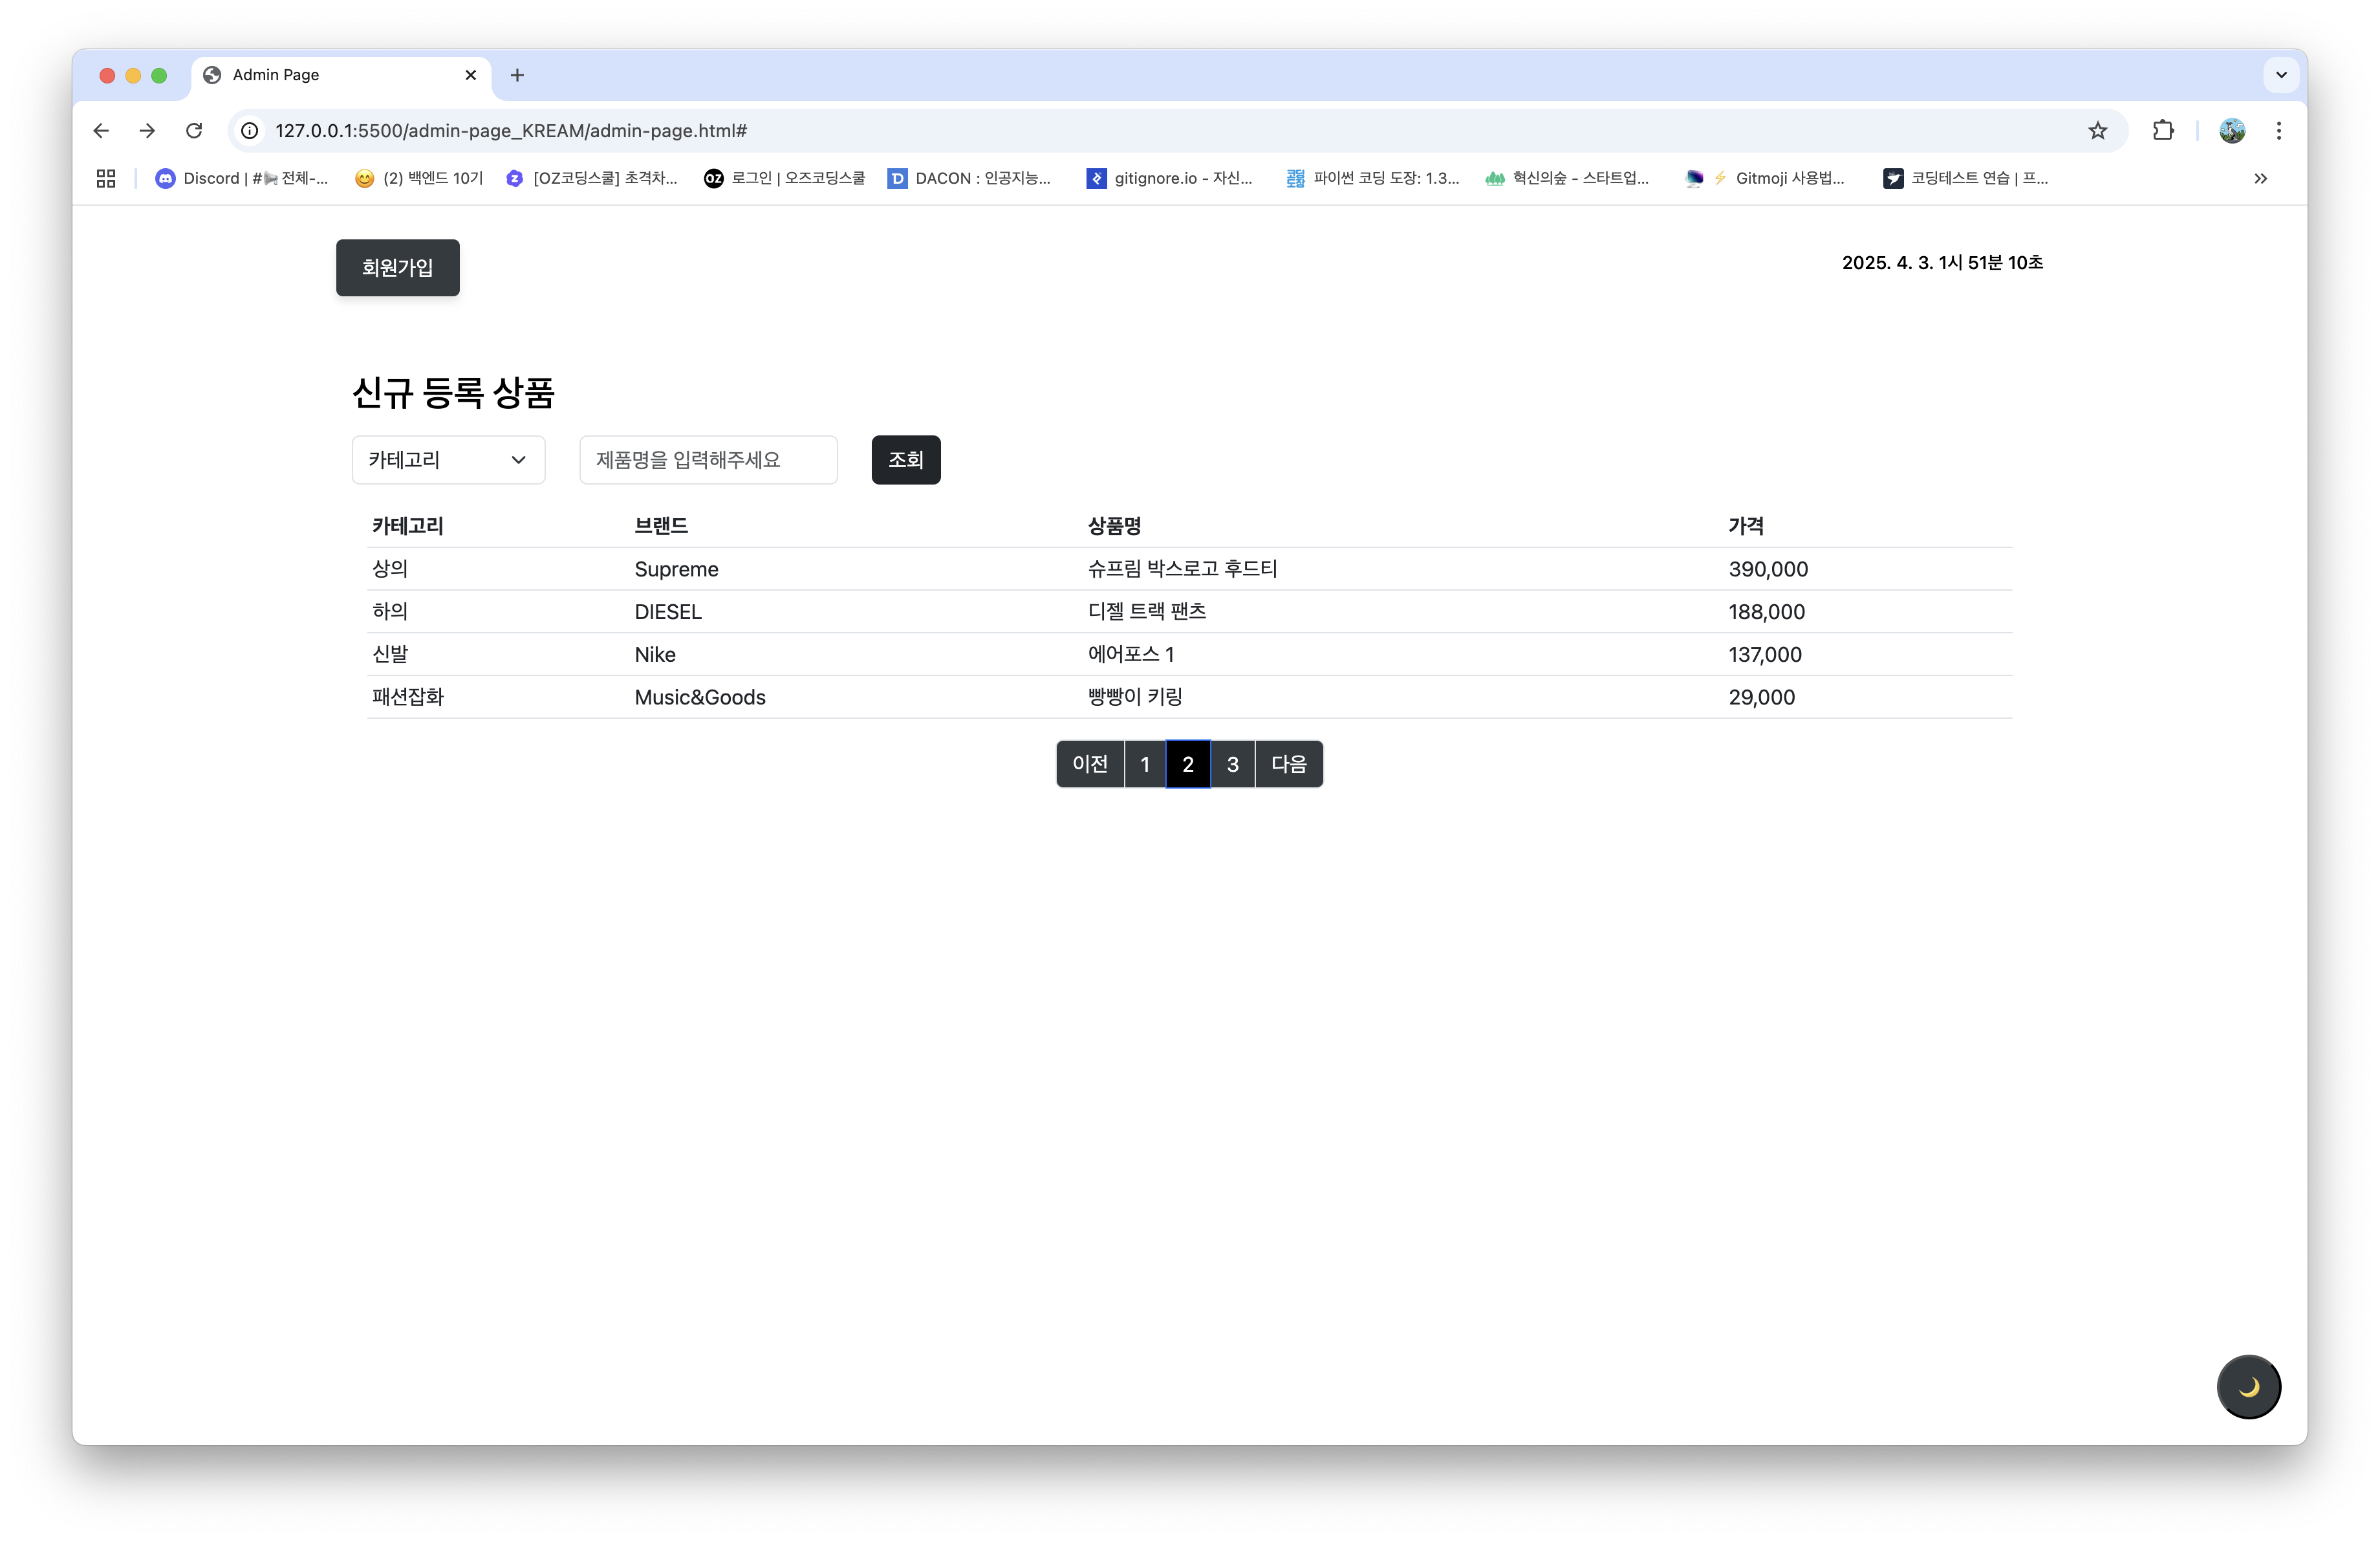 Admin Page
127.0.0.1:5500/admin-page_KREAM/admin-page.html#
Discord | #📢전체-...
(2) 백엔드 10기
[OZ코딩스쿨] 초격차...
로그인 | 오즈코딩스쿨
DACON : 인공지능...
gitignore.io - 자신...
파이썬 코딩 도장: 1.3...
혁신의숲 - 스타트업...
⚡ Gitmoji 사용법...
코딩테스트 연습 | 프...
회원가입
2025. 4. 3. 1시 51분 10초
신규 등록 상품
카테고리 제품명을 입력해주세요 조회
카테고리 브랜드 상품명 가격
상의 Supreme 슈프림 박스로고 후드티 390,000
하의 DIESEL 디젤 트랙 팬츠 188,000
신발 Nike 에어포스 1 137,000
패션잡화 Music&Goods 빵빵이 키링 29,000
이전 1 2 3 다음